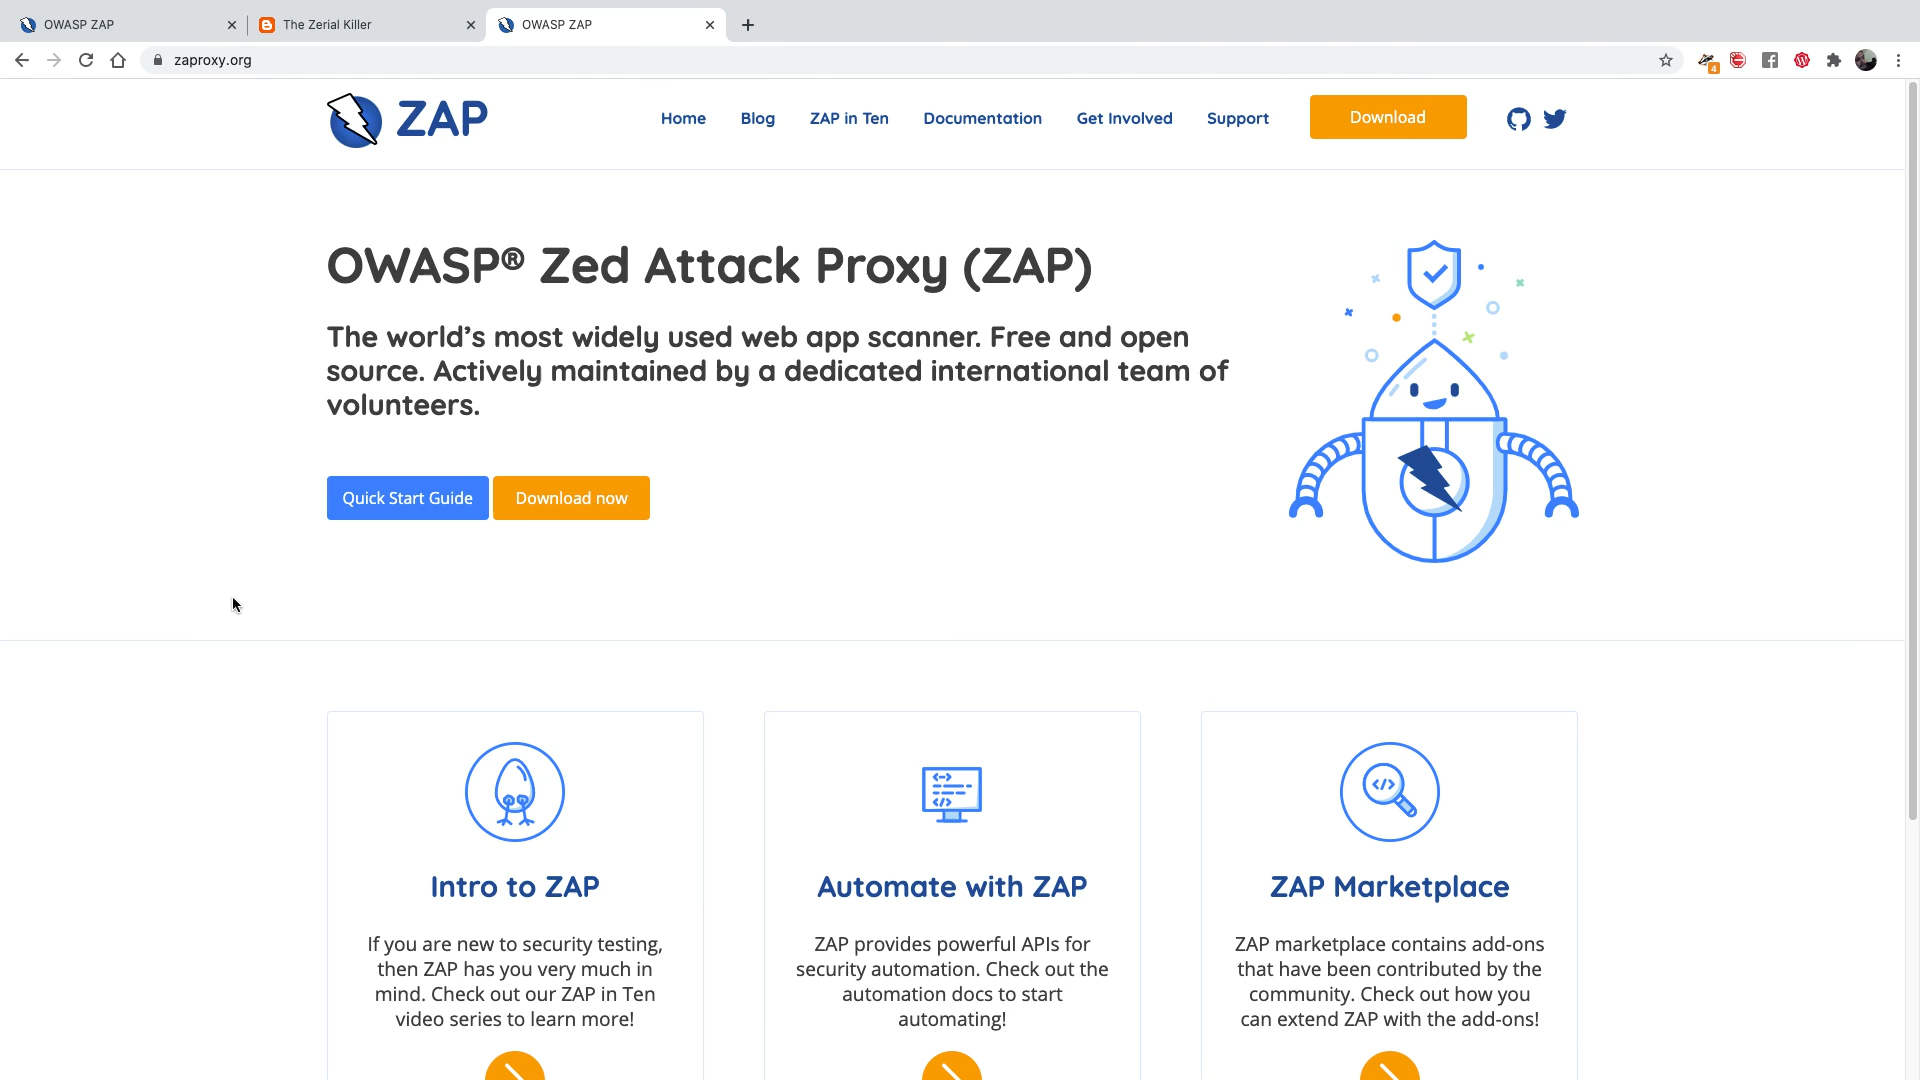 OWASP ZAP
The Zerial Killer
OWASP ZAP
zaproxy.org
4
ZAP
Home
Blog
ZAP in Ten
Documentation
Get Involved
Support
Download
OWASP® Zed Attack Proxy (ZAP)
The world’s most widely used web app scanner. Free and open
source. Actively maintained by a dedicated international team of
volunteers.
Quick Start Guide
Download now
Intro to ZAP
If you are new to security testing,
then ZAP has you very much in
mind. Check out our ZAP in Ten
video series to learn more!
Automate with ZAP
ZAP provides powerful APIs for
security automation. Check out the
automation docs to start
automating!
ZAP Marketplace
ZAP marketplace contains add-ons
that have been contributed by the
community. Check out how you
can extend ZAP with the add-ons!